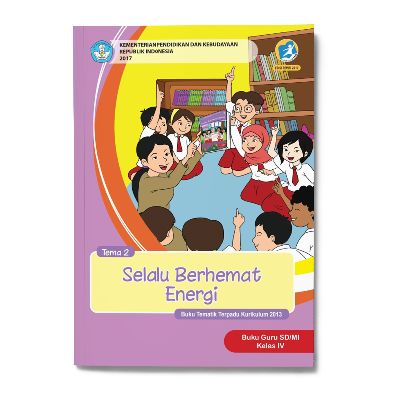 KEMENTERIAN PENDIDIKAN DAN KEBUDAYAAN
REPUBLIK INDONESIA
2017
Tema 2
Selalu Berhemat
Energi
Buku Tematik Terpadu Kurikulum 2013
Buku Guru SD/MI
Kelas IV